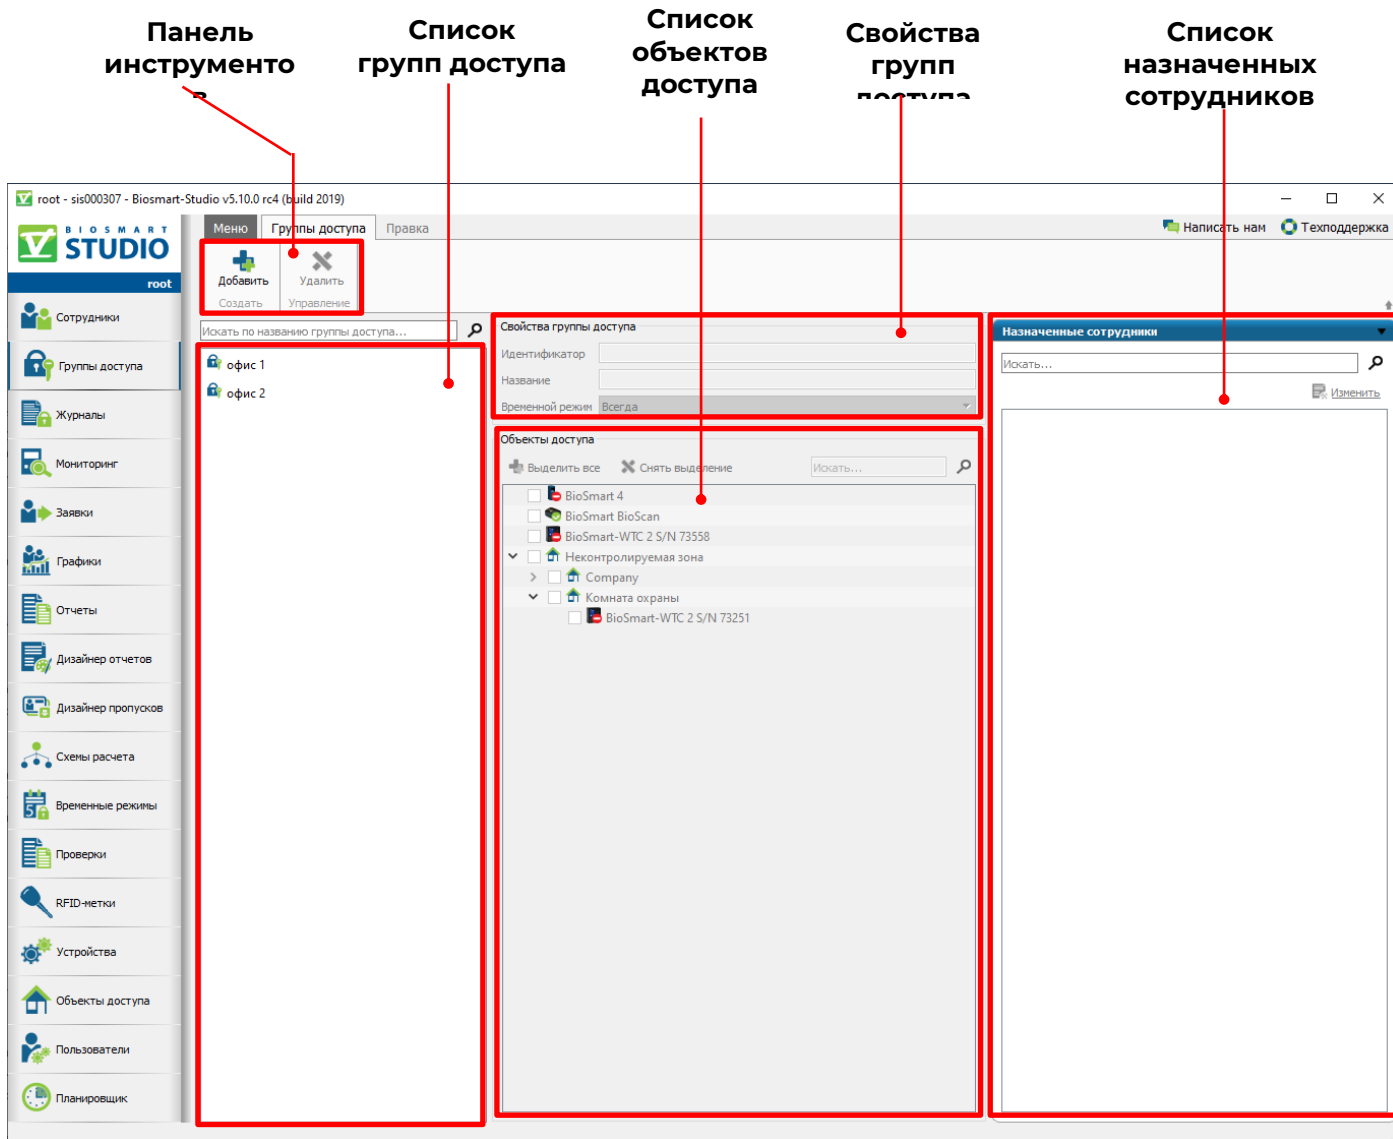 Панель
инструменто
в
Список
групп доступа
Список
объектов
доступа
Свойства
групп
доступа
Список
назначенных
сотрудников
root - sis000307 - Biosmart-Studio v5.10.0 rc4 (build 2019)
BIOSMART
STUDIO
root
Меню
Группы доступа
Правка
Написать нам
Техподдержка
Добавить
Удалить
Создать
Управление
Сотрудники
Группы доступа
Журналы
Мониторинг
Заявки
Графики
Отчеты
Дизайнер отчетов
Дизайнер пропусков
Схемы расчета
Временные режимы
Проверки
RFID-метки
Устройства
Объекты доступа
Пользователи
Планировщик
Искать по названию группы доступа...
офис 1
офис 2
Свойства группы доступа
Идентификатор
Название
Временной режим Всегда
Объекты доступа
Выделить все
Снять выделение
Искать...
BioSmart 4
BioSmart BioScan
BioSmart-WTC 2 S/N 73558
Неконтролируемая зона
Company
Комната охраны
BioSmart-WTC 2 S/N 73251
Назначенные сотрудники
Искать...
Изменить